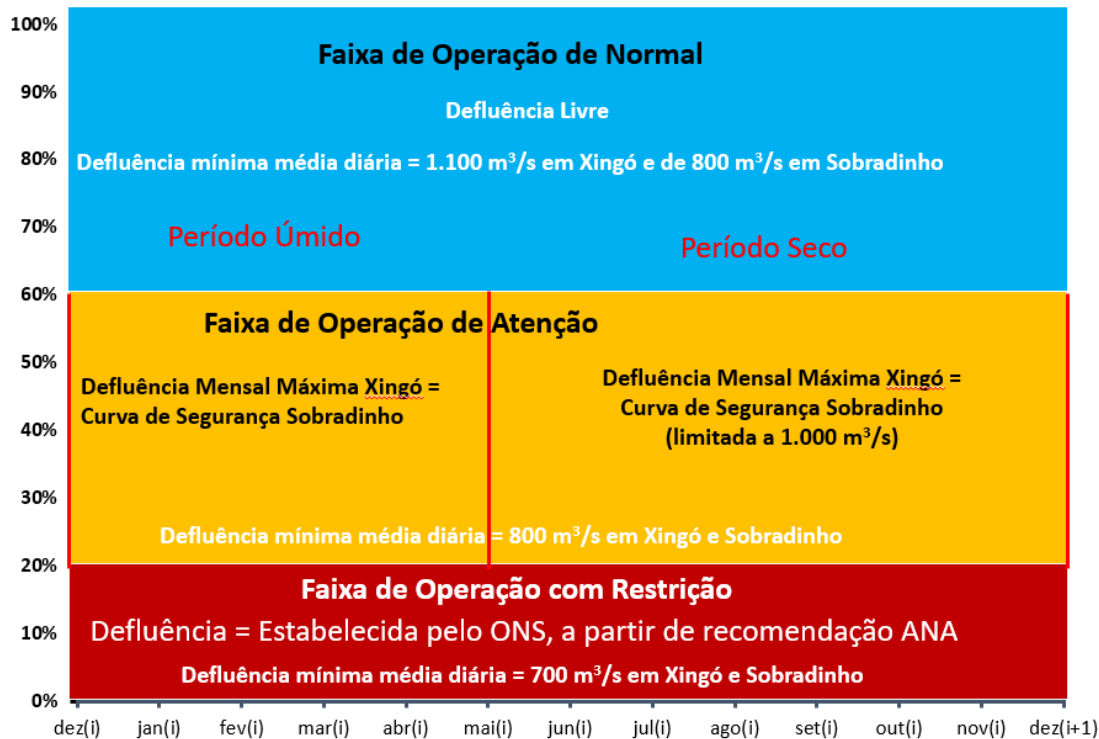 100%
Faixa de Operação de Normal
90%
Defluência Livre
80%
Defluência mínima média diária = 1.100 m³/s em Xingó e de 800 m³/s em Sobradinho
70%
Período Úmido
Período Seco
60%
Faixa de Operação de Atenção
50%
Defluência Mensal Máxima Xingó =
Curva de Segurança Sobradinho
Defluência Mensal Máxima Xingó =
Curva de Segurança Sobradinho
(limitada a 1.000 m³/s)
40%
30%
Defluência mínima média diária = 800 m³/s em Xingó e Sobradinho
20%
Faixa de Operação com Restrição
10%
Defluência = Estabelecida pelo ONS, a partir de recomendação ANA
Defluência mínima média diária = 700 m³/s em Xingó e Sobradinho
0%
dez(i) jan(i) fev(i) mar(i) abr(i) mai(i) jun(i) jul(i) ago(i) set(i) out(i) nov(i) dez(i+1)